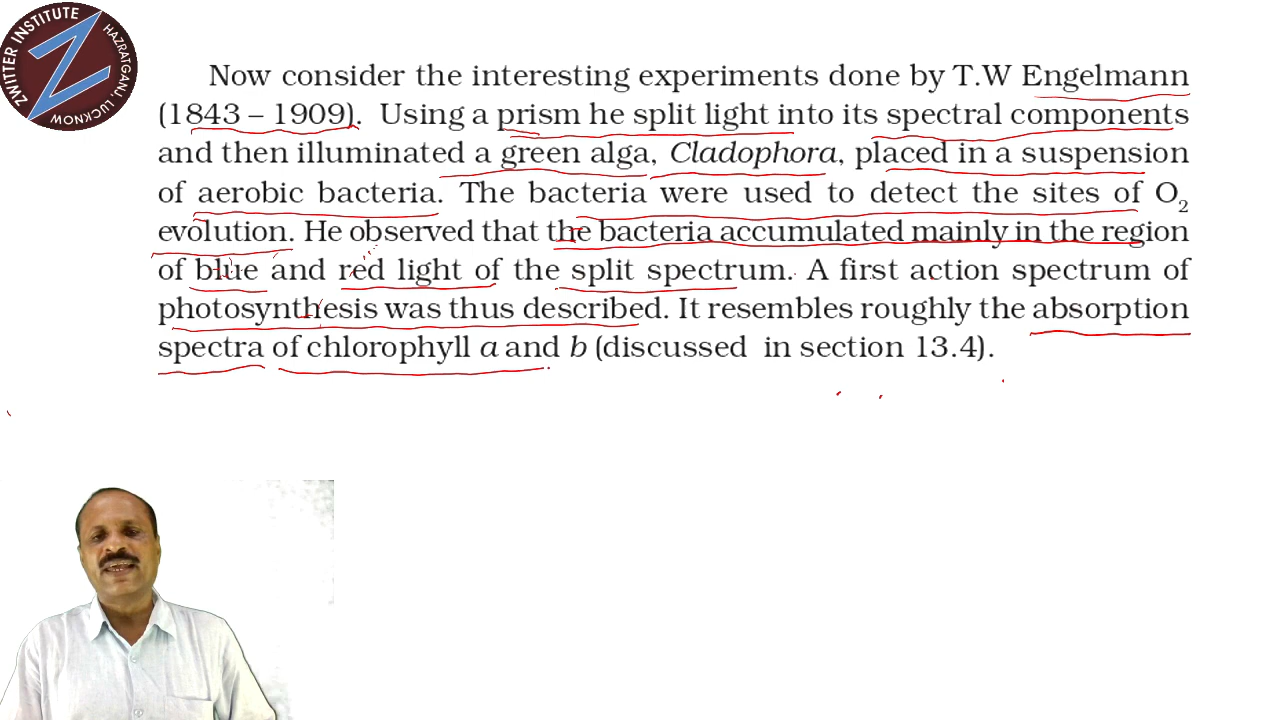 ZWITTER INSTITUTE
HAZRATGANJ, LUCKNOW
Z
Now consider the interesting experiments done by T.W Engelmann
(1843 – 1909). Using a prism he split light into its spectral components
and then illuminated a green alga, Cladophora, placed in a suspension
of aerobic bacteria. The bacteria were used to detect the sites of O2
evolution. He observed that the bacteria accumulated mainly in the region
of blue and red light of the split spectrum. A first action spectrum of
photosynthesis was thus described. It resembles roughly the absorption
spectra of chlorophyll a and b (discussed in section 13.4).